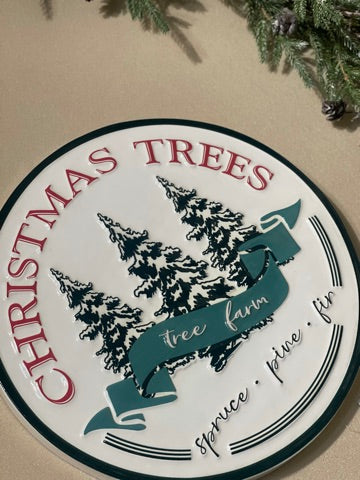 CHRISTMAS TREES
tree farm
spruce · pine · fir